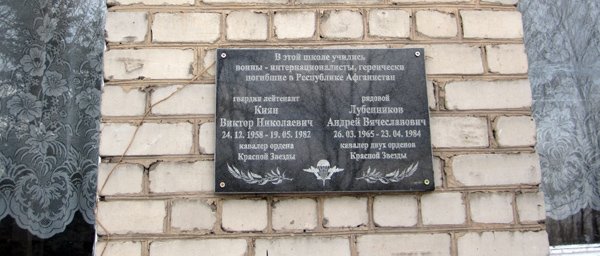 В этой школе учились
воины - интернационалисты, героически
погибшие в Республике Афганистан
гвардии лейтенант
Киян
Виктор Николаевич
24. 12. 1958 - 19. 05. 1982
кавалер ордена
Красной Звезды
рядовой
Лубенников
Андрей Вячеславович
26. 03. 1965 - 23. 04. 1984
кавалер двух орденов
Красной Звезды